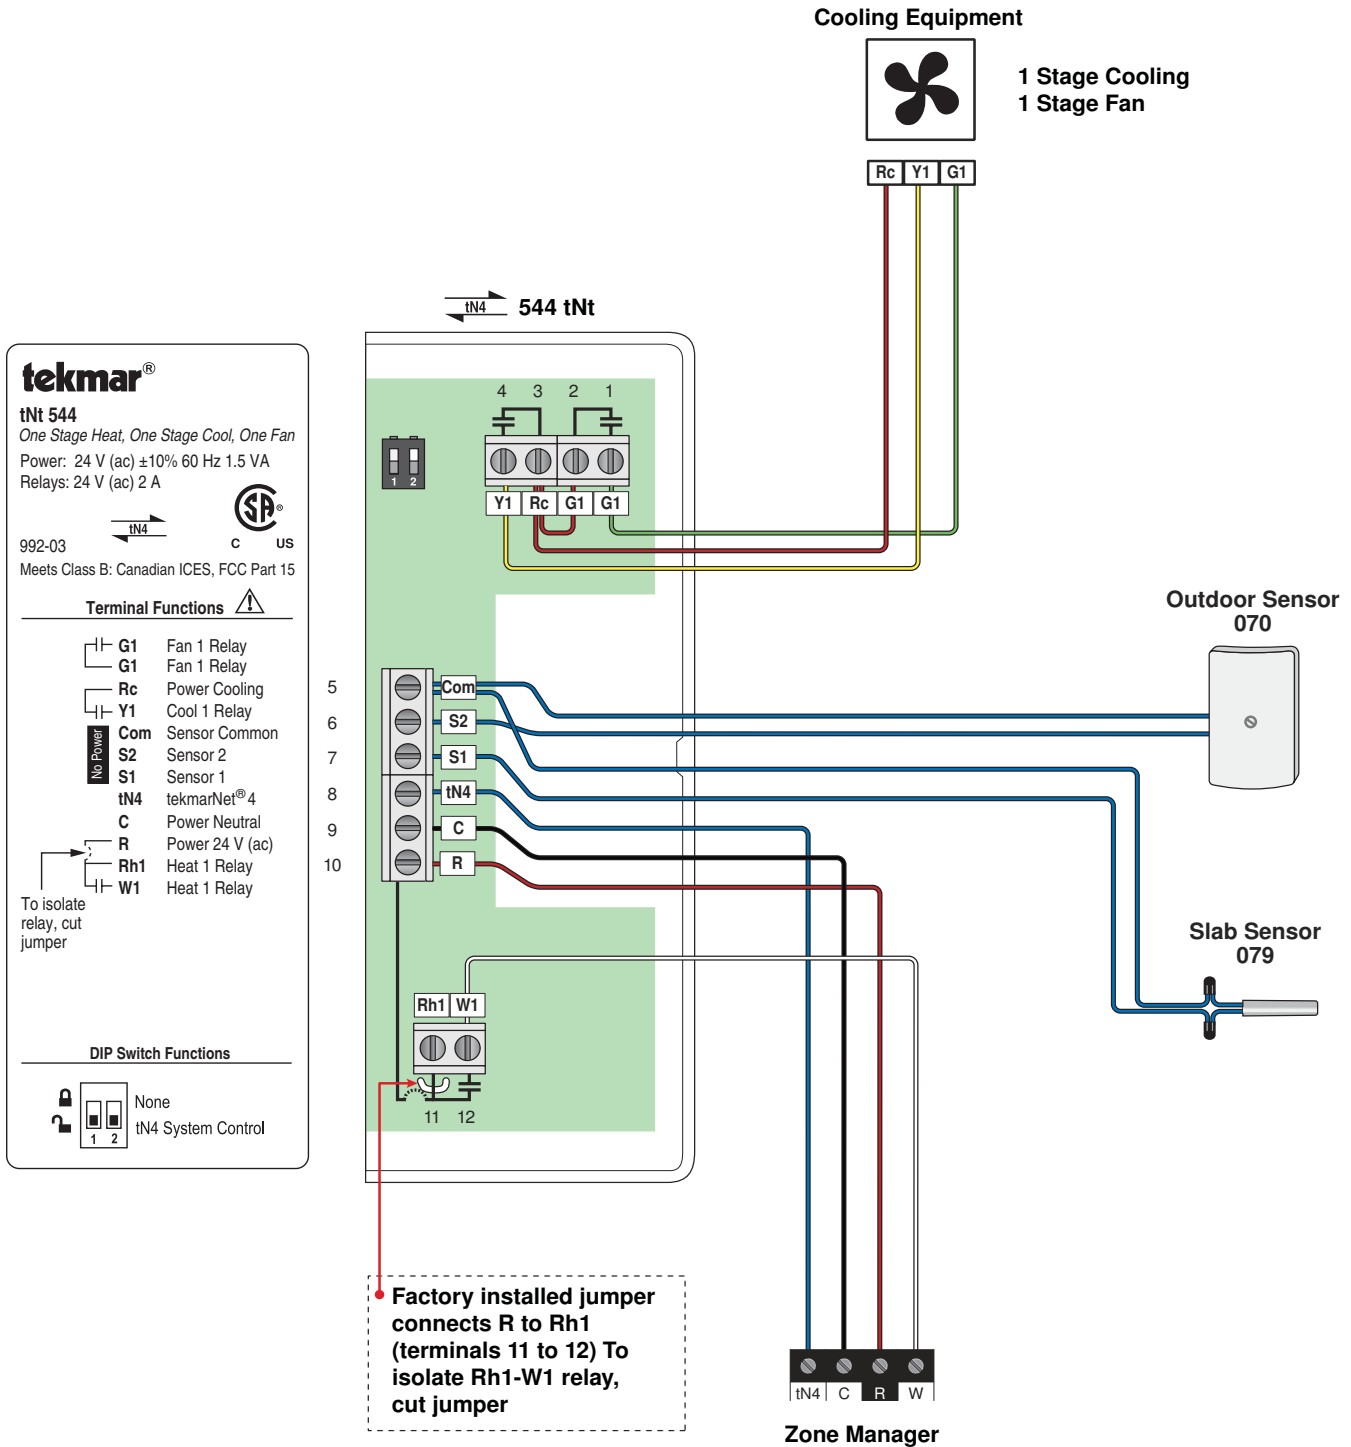 Cooling Equipment
1 Stage Cooling
1 Stage Fan
Rc Y1 G1
tN4 544 tNt
tekmar®
tNt 544
One Stage Heat, One Stage Cool, One Fan
Power: 24 V (ac) ±10% 60 Hz 1.5 VA
Relays: 24 V (ac) 2 A
SA®
C US
tN4
992-03
Meets Class B: Canadian ICES, FCC Part 15
Terminal Functions
G1 Fan 1 Relay
G1 Fan 1 Relay
Rc Power Cooling
Y1 Cool 1 Relay
No Power
Com Sensor Common
S2 Sensor 2
S1 Sensor 1
tN4 tekmarNet® 4
C Power Neutral
R Power 24 V (ac)
Rh1 Heat 1 Relay
W1 Heat 1 Relay
To isolate
relay, cut
jumper
DIP Switch Functions
None
tN4 System Control
1 2
4 3 2 1
1 2
Y1 Rc G1 G1
5 Com
6 S2
7 S1
8 tN4
9 C
10 R
Rh1 W1
11 12
Outdoor Sensor
070
Slab Sensor
079
Factory installed jumper
connects R to Rh1
(terminals 11 to 12) To
isolate Rh1-W1 relay,
cut jumper
tN4 C R W
Zone Manager